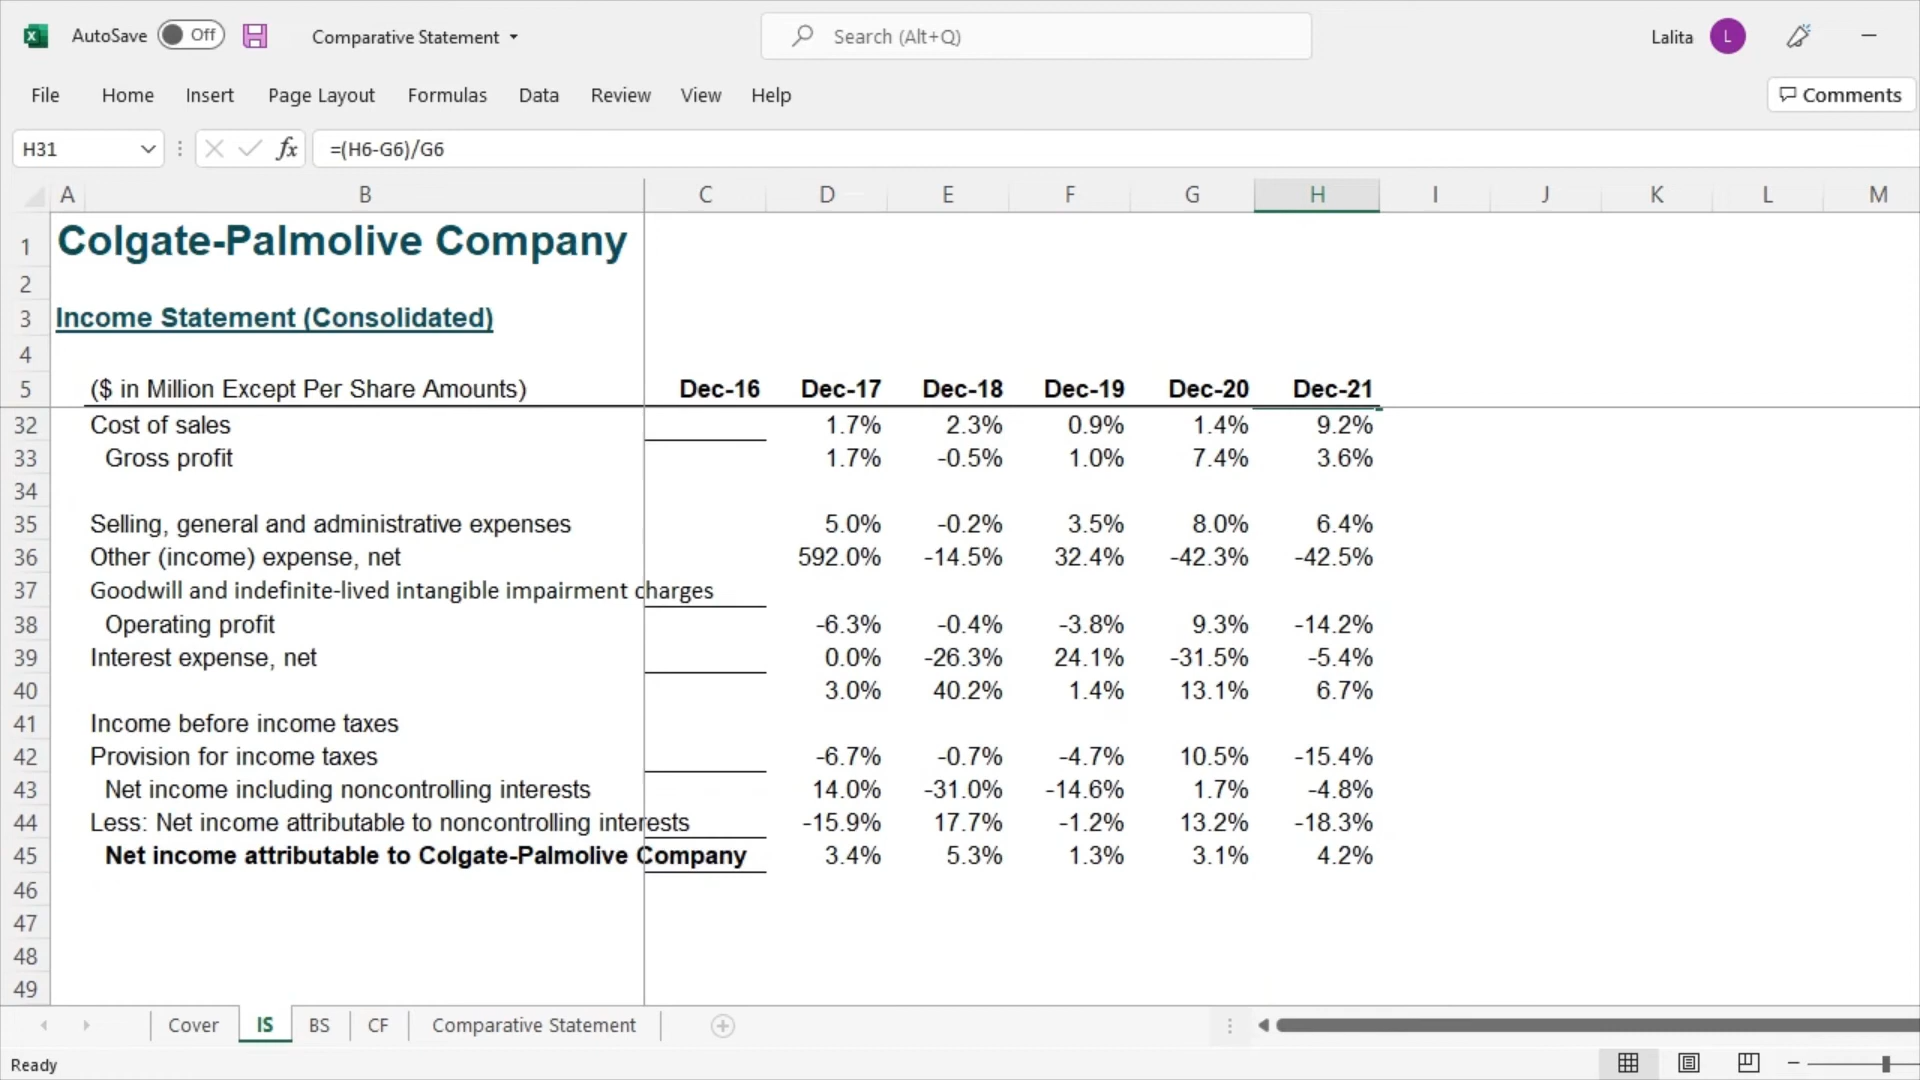 AutoSave Off Comparative Statement Search (Alt+Q) Lalita L
File Home Insert Page Layout Formulas Data Review View Help Comments
H31 fx =(H6-G6)/G6
A B C D E F G H I J K L M
1 Colgate-Palmolive Company
2
3 Income Statement (Consolidated)
4
5 ($ in Million Except Per Share Amounts) Dec-16 Dec-17 Dec-18 Dec-19 Dec-20 Dec-21
32 Cost of sales 1.7% 2.3% 0.9% 1.4% 9.2%
33 Gross profit 1.7% -0.5% 1.0% 7.4% 3.6%
34
35 Selling, general and administrative expenses 5.0% -0.2% 3.5% 8.0% 6.4%
36 Other (income) expense, net 592.0% -14.5% 32.4% -42.3% -42.5%
37 Goodwill and indefinite-lived intangible impairment charges
38 Operating profit -6.3% -0.4% -3.8% 9.3% -14.2%
39 Interest expense, net 0.0% -26.3% 24.1% -31.5% -5.4%
40 3.0% 40.2% 1.4% 13.1% 6.7%
41 Income before income taxes
42 Provision for income taxes -6.7% -0.7% -4.7% 10.5% -15.4%
43 Net income including noncontrolling interests 14.0% -31.0% -14.6% 1.7% -4.8%
44 Less: Net income attributable to noncontrolling interests -15.9% 17.7% -1.2% 13.2% -18.3%
45 Net income attributable to Colgate-Palmolive Company 3.4% 5.3% 1.3% 3.1% 4.2%
46
47
48
49
Cover IS BS CF Comparative Statement
Ready